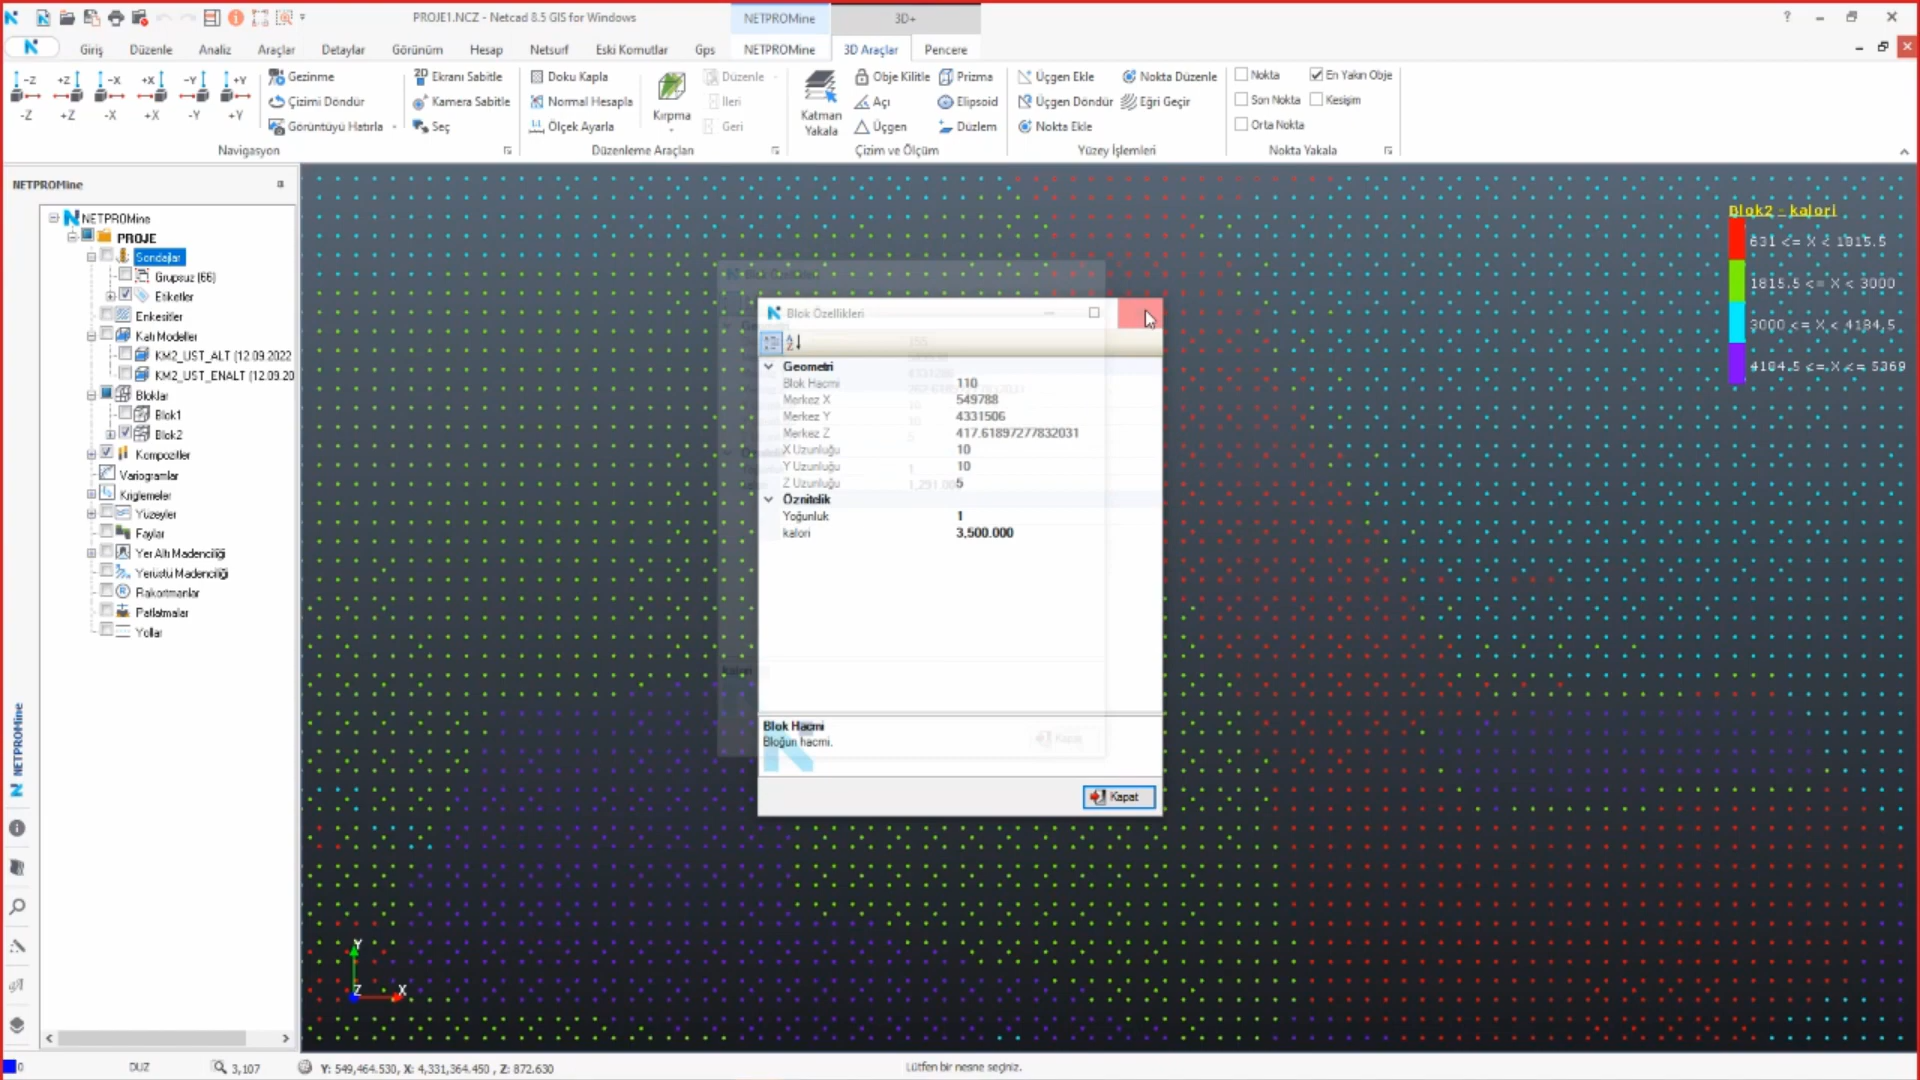 PROJE1.NCZ - Netcad 8.5 GIS for Windows
NETPROMine
3D+
Giriş
Düzenle
Analiz
Araçlar
Detaylar
Görünüm
Hesap
Netsurf
Eski Komutlar
Gps
NETPROMine
3D Araçlar
Pencere
-Z
+Z
-X
+X
-Y
+Y
-Z
+Z
-X
+X
-Y
+Y
Gezinme
Çizimi Döndür
Görüntüyü Hatırla
Navigasyon
2D Ekranı Sabitle
Kamera Sabitle
Seç
Doku Kapla
Normal Hesapla
Ölçek Ayarla
Kırpma
Düzenle
İleri
Geri
Düzenleme Araçları
Katman
Yakala
Obje Kilitle
Açı
Üçgen
Prizma
Elipsoid
Düzlem
Çizim ve Ölçüm
Üçgen Ekle
Üçgen Döndür
Nokta Ekle
Nokta Düzenle
Eğri Geçir
Yüzey İşlemleri
Nokta
En Yakın Obje
Son Nokta
Kesişim
Orta Nokta
Nokta Yakala
NETPROMine
NETPROMine
PROJE
Sondajlar
Grupsuz (66)
Etiketler
Enkesitler
Katı Modeller
KM2_UST_ALT (12.09.2022
KM2_UST_ENALT (12.09.20
Bloklar
Blok1
Blok2
Kompozitler
Variogramlar
Kriglemeler
Yüzeyler
Faylar
Yer Altı Madenciliği
Yerüstü Madenciliği
Rakortmanlar
Patlatmalar
Yollar
NETPROMine
Blok2 - kalori
631 <= X < 1815.5
1815.5 <= X < 3000
3000 <= X < 4184,5
4184.5 <= X <= 5369
Blok Özellikleri
Geometri
Blok Hacmi 110
Merkez X 549788
Merkez Y 4331506
Merkez Z 417.61897277832031
X Uzunluğu 10
Y Uzunluğu 10
Z Uzunluğu 5
Öznitelik
Yoğunluk 1
kalori 3,500.000
Blok Hacmi
Bloğun hacmi.
Kapat
Y
Z
X
0
DUZ
3,107
Y: 549,464.530, X: 4,331,364.450 , Z: 872.630
Lütfen bir nesne seçiniz.